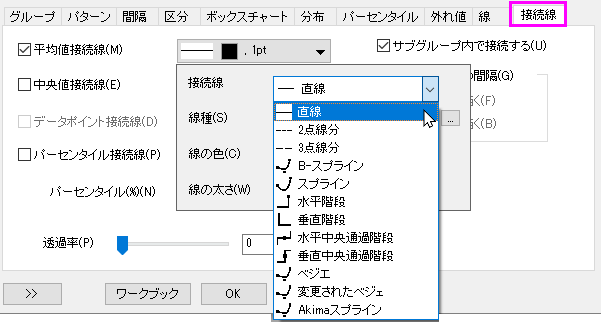 グループ パターン 間隔 区分 ボックスチャート 分布 パーセンタイル 外れ値 線 接続線
平均値接続線(M)
. 1pt
サブグループ内で接続する(U)
中央値接続線(E)
データポイント接続線(D)
パーセンタイル接続線(P)
パーセンタイル(%)(N)
透過率(P)
0
接続線
直線
線種(S)
線の色(C)
線の太さ(W)
...
の間隔(G)
く(F)
く(B)
直線
2点線分
3点線分
B-スプライン
スプライン
水平階段
垂直階段
水平中央通過階段
垂直中央通過階段
ベジエ
変更されたベジェ
Akimaスプライン
>>
ワークブック
OK